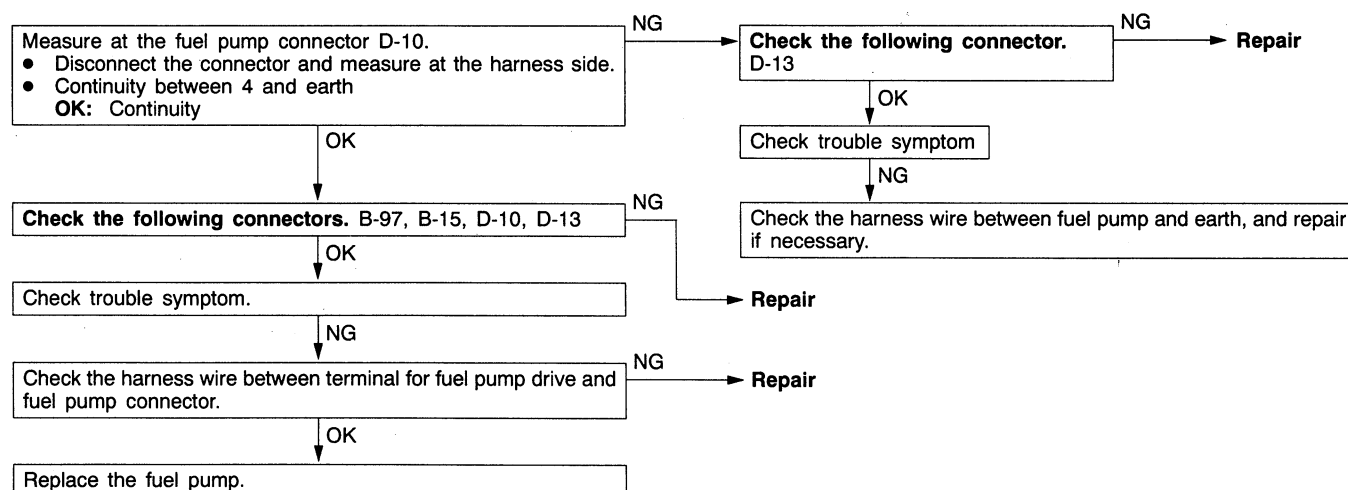 Measure at the fuel pump connector D-10.
● Disconnect the connector and measure at the harness side.
● Continuity between 4 and earth
OK: Continuity
NG
Check the following connector.
D-13
NG
Repair
OK
Check trouble symptom
NG
Check the harness wire between fuel pump and earth, and repair
if necessary.
OK
Check the following connectors. B-97, B-15, D-10, D-13
NG
Repair
OK
Check trouble symptom.
NG
Check the harness wire between terminal for fuel pump drive and
fuel pump connector.
NG
Repair
OK
Replace the fuel pump.